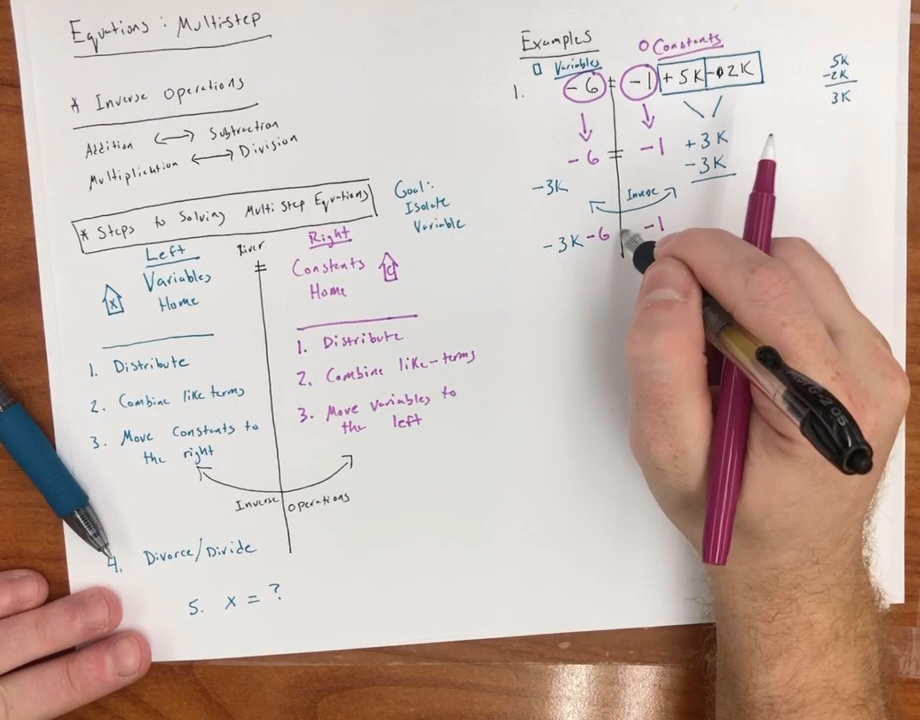 Equations: Multistep
* Inverse Operations
Addition ↔ Subtraction
Multiplication ↔ Division
* Steps to Solving Multi Step Equations
Goal:
Isolate
Variable
Left
Variables
Home
X
River
Right
Constants
Home
C
1. Distribute
2. Combine like terms
3. Move Constants to
the right
1. Distribute
2. Combine like-terms
3. Move Variables to
the left
Inverse Operations
4. Divorce/Divide
5. x = ?
Examples
□ Variables
○ Constants
1. -6 = -1 +5K -2K
5K
-2K
3K
-6 = -1 +3K
-3K -3K
Inverse
-3K -6 -1